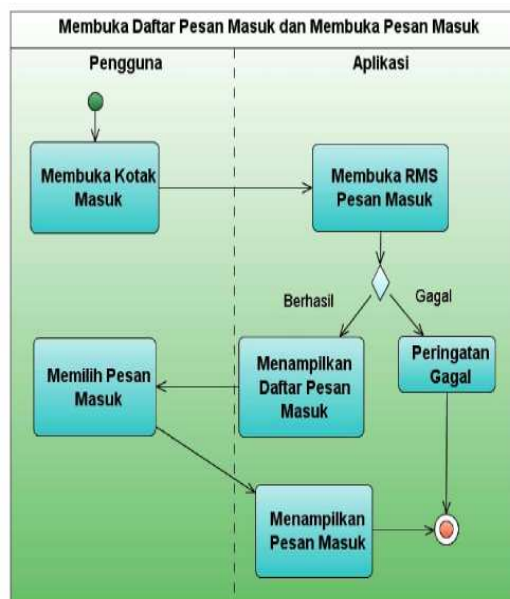 Membuka Daftar Pesan Masuk dan Membuka Pesan Masuk
Pengguna
Aplikasi
Membuka Kotak
Masuk
Membuka RMS
Pesan Masuk
Berhasil
Gagal
Memilih Pesan
Masuk
Menampilkan
Daftar Pesan
Masuk
Peringatan
Gagal
Menampilkan
Pesan Masuk